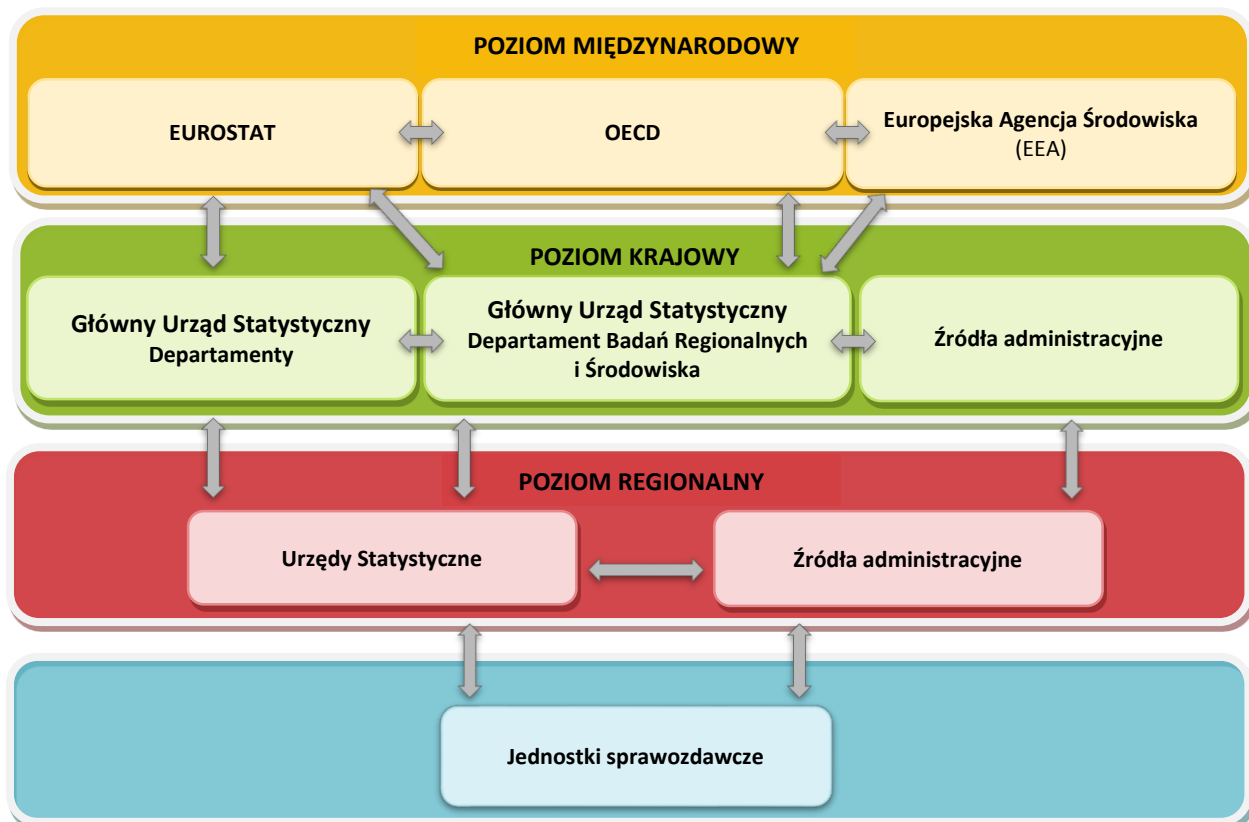 POZIOM MIĘDZYNARODOWY
EUROSTAT
OECD
Europejska Agencja Środowiska
(EEA)
POZIOM KRAJOWY
Główny Urząd Statystyczny
Departamenty
Główny Urząd Statystyczny
Departament Badań Regionalnych
i Środowiska
Źródła administracyjne
POZIOM REGIONALNY
Urzędy Statystyczne
Źródła administracyjne
Jednostki sprawozdawcze